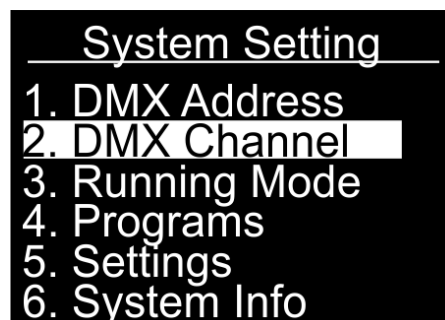 System Setting
1. DMX Address
2. DMX Channel
3. Running Mode
4. Programs
5. Settings
6. System Info